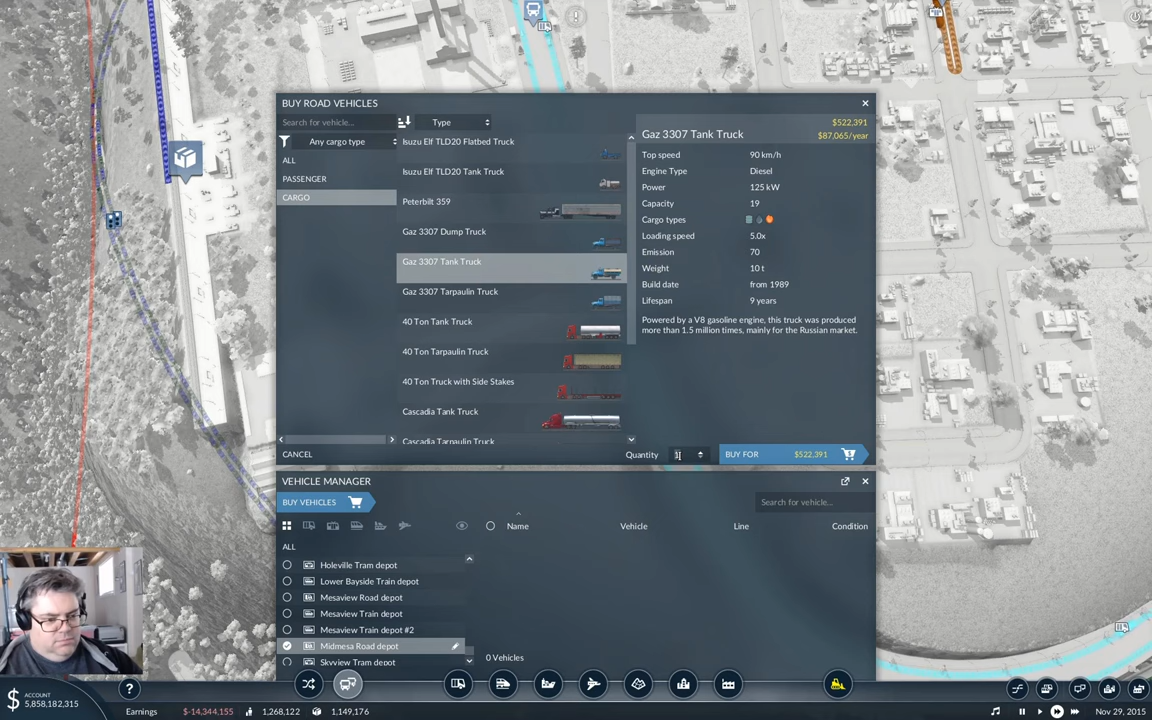 BUY ROAD VEHICLES
Search for vehicle...
Type
Any cargo type
ALL
PASSENGER
CARGO
Isuzu Elf TLD20 Flatbed Truck
Isuzu Elf TLD20 Tank Truck
Peterbilt 359
Gaz 3307 Dump Truck
Gaz 3307 Tank Truck
Gaz 3307 Tarpaulin Truck
40 Ton Tank Truck
40 Ton Tarpaulin Truck
40 Ton Truck with Side Stakes
Cascadia Tank Truck
Cascadia Tarpaulin Truck
$522,391
Gaz 3307 Tank Truck
$87,065/year
Top speed 90 km/h
Engine Type Diesel
Power 125 kW
Capacity 19
Cargo types
Loading speed 5.0x
Emission 70
Weight 10 t
Build date from 1989
Lifespan 9 years
Powered by a V8 gasoline engine, this truck was produced
more than 1.5 million times, mainly for the Russian market.
CANCEL
Quantity 1
BUY FOR $522,391
VEHICLE MANAGER
BUY VEHICLES
Search for vehicle...
Name Vehicle Line Condition
ALL
Holeville Tram depot
Lower Bayside Train depot
Mesaview Road depot
Mesaview Train depot
Mesaview Train depot #2
Midmesa Road depot
Skyview Tram depot
0 Vehicles
$ ACCOUNT
5,858,182,315
?
Earnings $-14,344,155 1,268,122 1,149,176
Nov 29, 2015